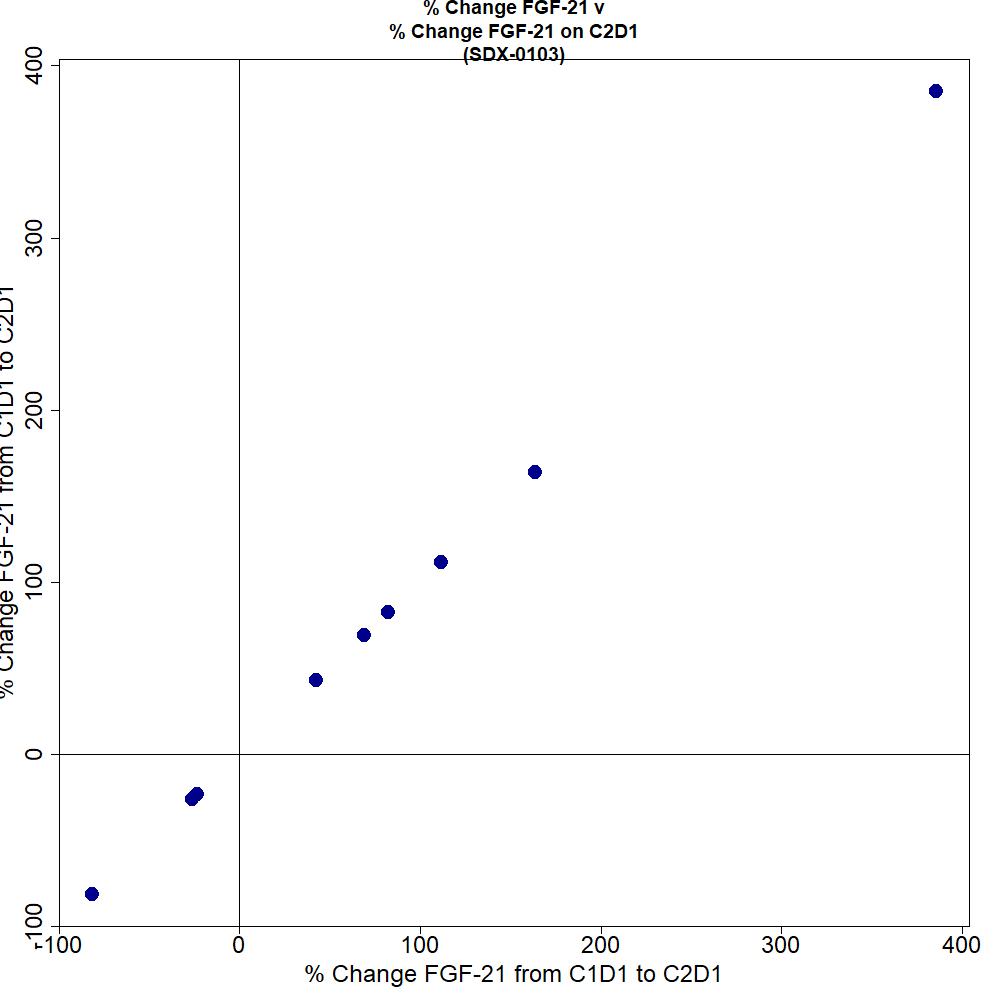 % Change FGF-21 v
% Change FGF-21 on C2D1
(SDX-0103)
% Change FGF-21 from C1D1 to C2D1
400
300
200
100
0
-100
-100 0 100 200 300 400
% Change FGF-21 from C1D1 to C2D1